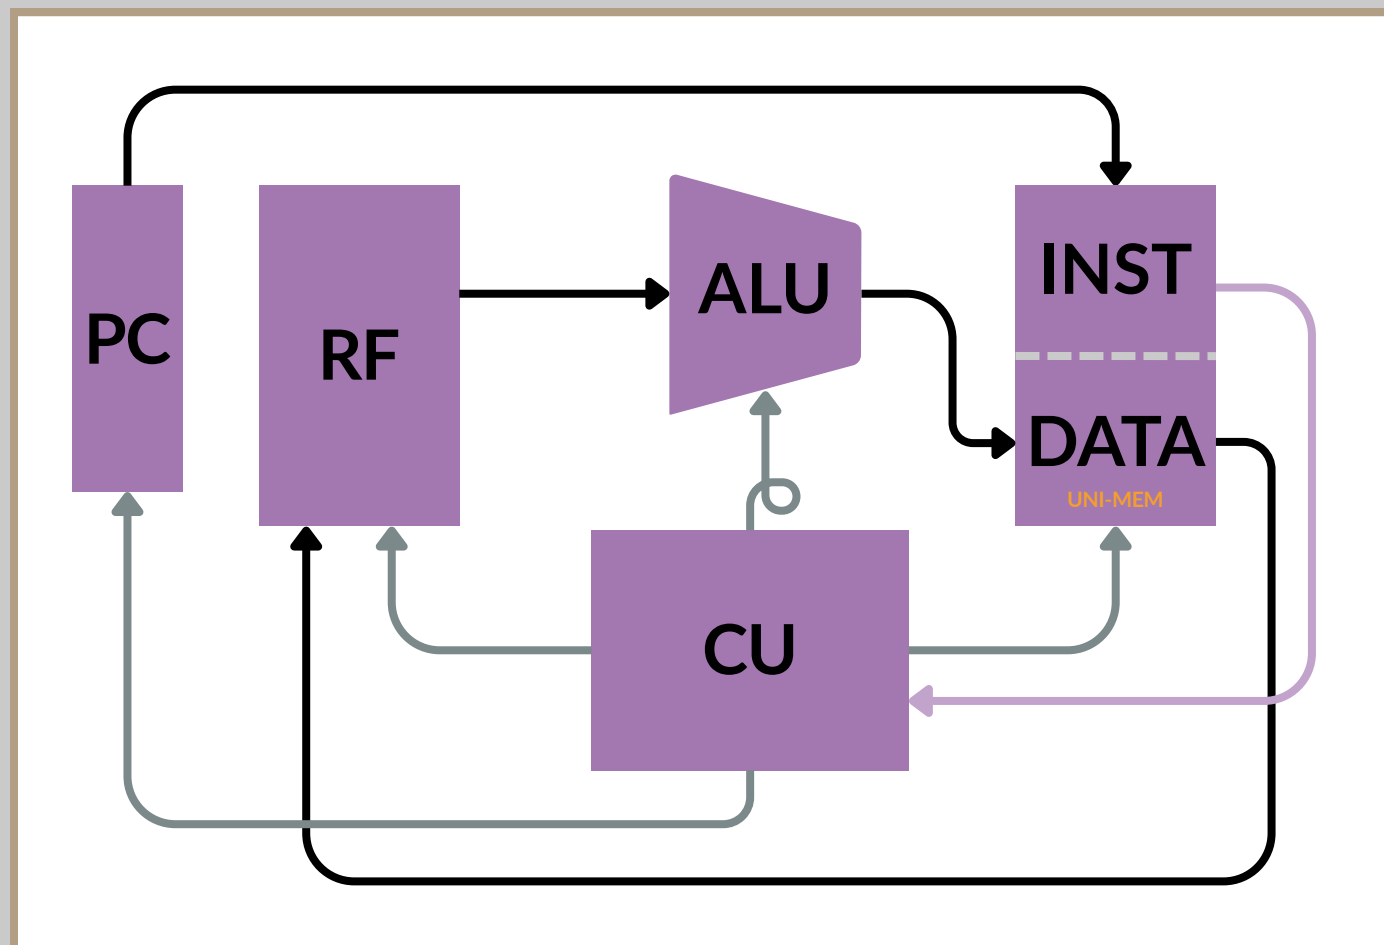 PC
RF
ALU
INST
DATA
UNI-MEM
CU